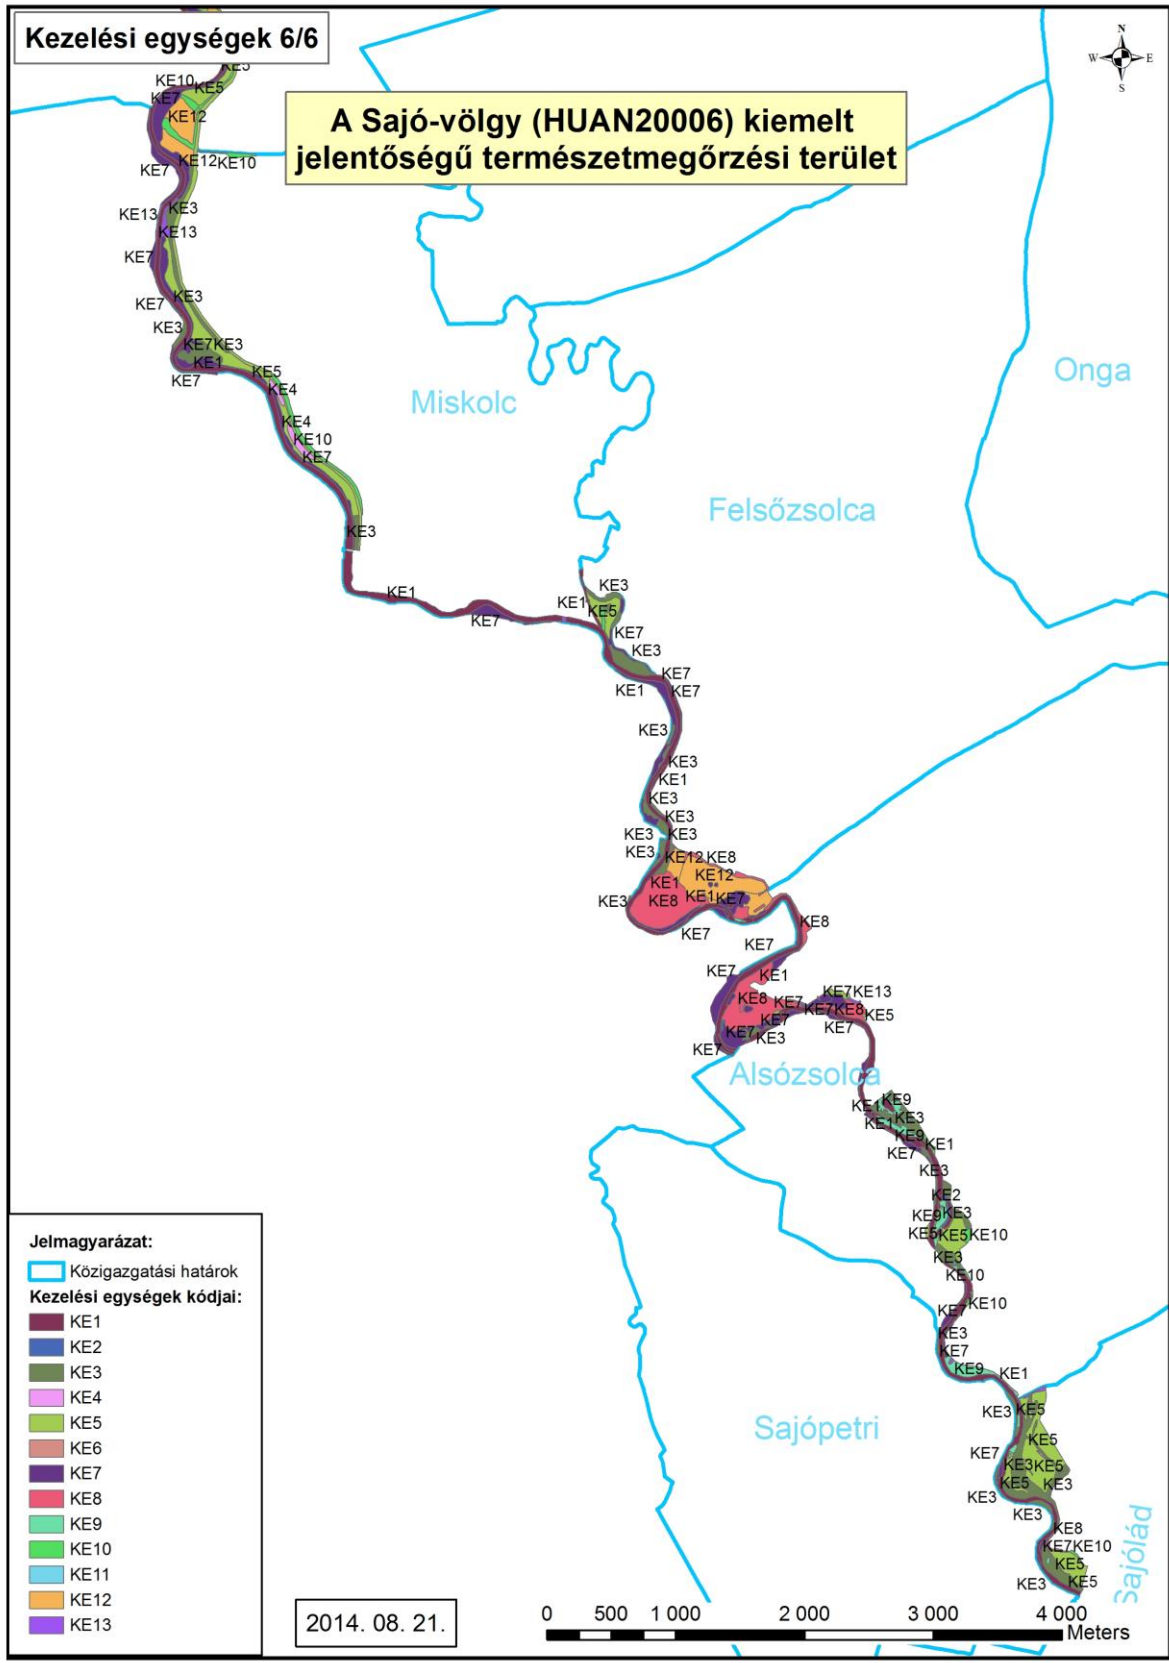 Kezelési egységek 6/6
N
W E
S
A Sajó-völgy (HUAN20006) kiemelt
jelentőségű természetmegőrzési terület
KE5
KE10
KE5
KE7
KE12
KE12
KE10
KE7
KE3
KE13
KE13
KE7
KE3
KE7
KE3
KE7
KE3
KE1
KE7
KE5
KE4
Onga
Miskolc
KE4
KE10
KE7
Felsőzsolca
KE3
KE3
KE1
KE1
KE5
KE7
KE7
KE3
KE7
KE1
KE7
KE3
KE3
KE1
KE3
KE3
KE3
KE3
KE3
KE12
KE8
KE12
KE1
KE3
KE8
KE1
KE7
KE7
KE8
KE7
KE7
KE1
KE7
KE13
KE8
KE7
KE7
KE8
KE5
KE7
KE7
KE7
KE3
KE7
Alsózsolca
KE9
KE1
KE3
KE1
KE9
KE1
KE7
KE3
KE2
KE9
KE3
KE5
KE5
KE10
KE3
KE10
KE10
KE7
KE3
KE7
KE9
KE1
KE3
KE5
Sajópetri
KE5
KE7
KE3
KE5
KE5
KE3
KE3
KE3
KE8
KE7
KE10
KE5
KE3
KE5
Sajólád
Jelmagyarázat:
Közigazgatási határok
Kezelési egységek kódjai:
KE1
KE2
KE3
KE4
KE5
KE6
KE7
KE8
KE9
KE10
KE11
KE12
KE13
2014. 08. 21.
0 500 1 000 2 000 3 000 4 000
Meters